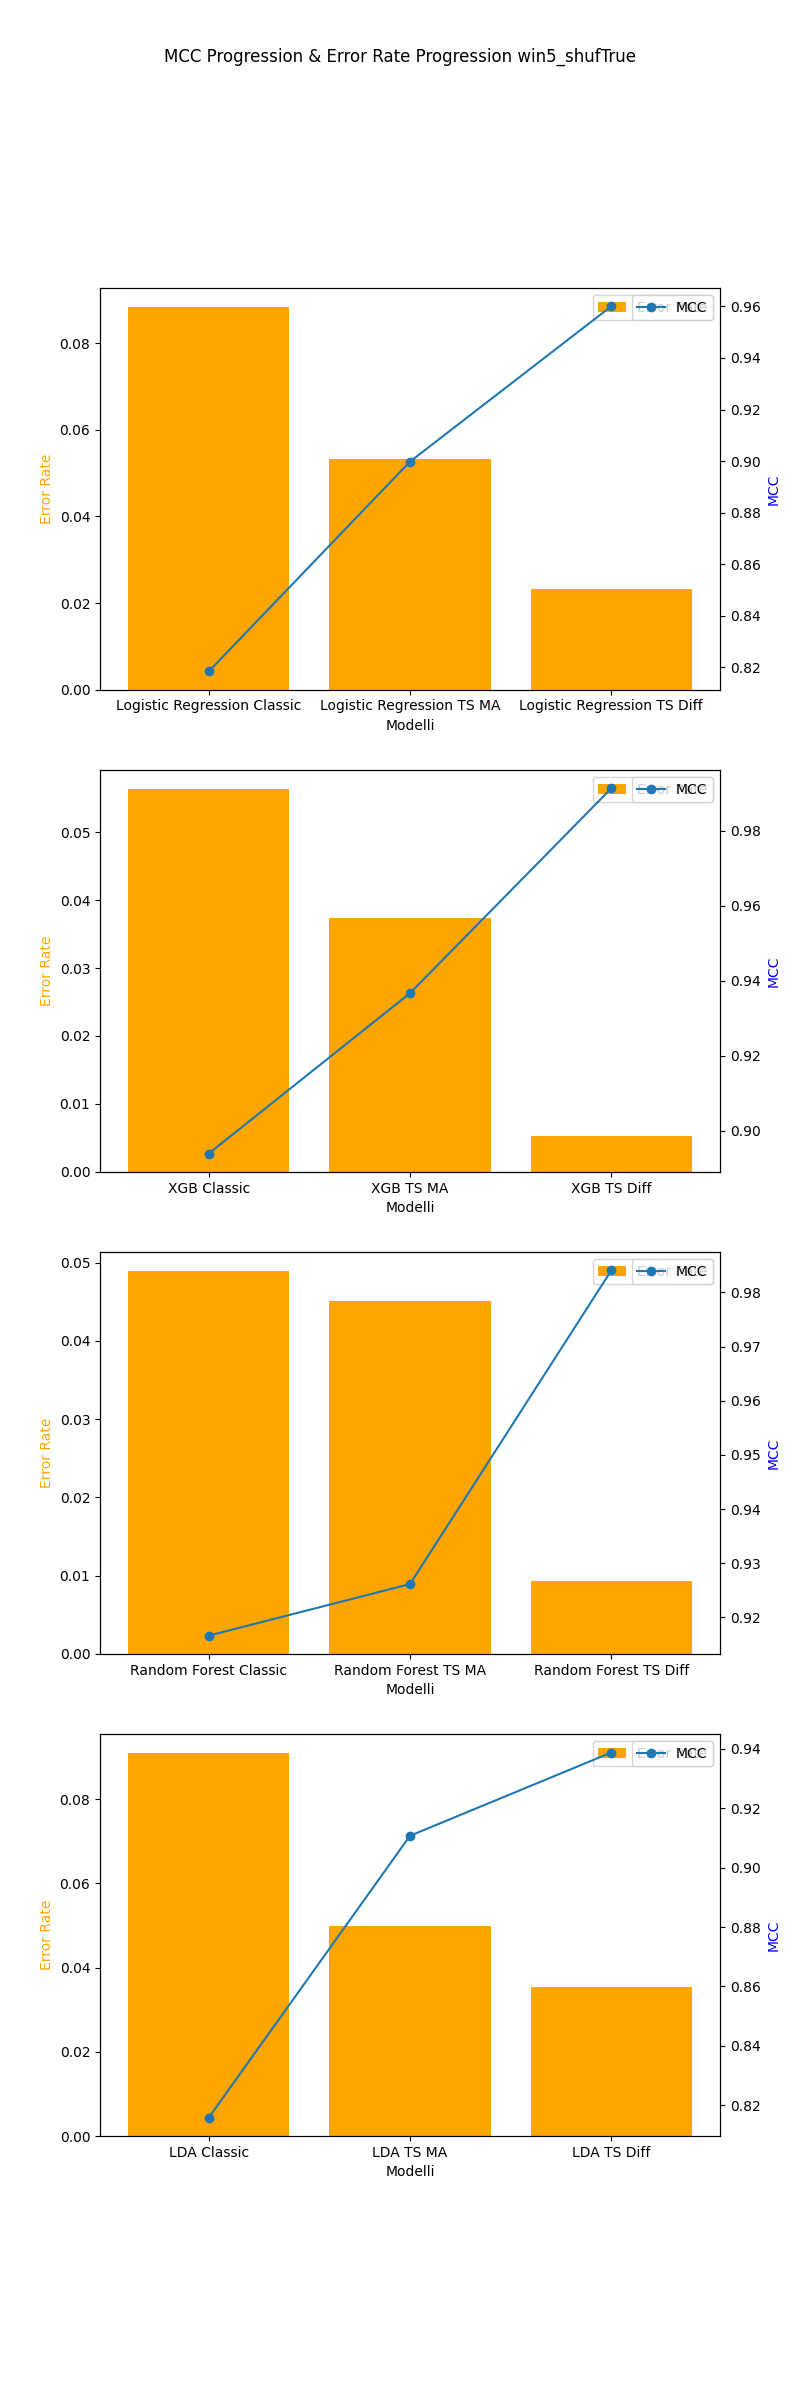 MCC Progression & Error Rate Progression win5_shufTrue
MCC
0.08
0.06
0.04
0.02
0.00
Error Rate
0.96
0.94
0.92
0.90
0.88
0.86
0.84
0.82
MCC
Logistic Regression Classic Logistic Regression TS MA Logistic Regression TS Diff
Modelli
MCC
0.05
0.04
0.03
0.02
0.01
0.00
Error Rate
0.98
0.96
0.94
0.92
0.90
MCC
XGB Classic XGB TS MA XGB TS Diff
Modelli
MCC
0.05
0.04
0.03
0.02
0.01
0.00
Error Rate
0.98
0.97
0.96
0.95
0.94
0.93
0.92
MCC
Random Forest Classic Random Forest TS MA Random Forest TS Diff
Modelli
MCC
0.08
0.06
0.04
0.02
0.00
Error Rate
0.94
0.92
0.90
0.88
0.86
0.84
0.82
MCC
LDA Classic LDA TS MA LDA TS Diff
Modelli